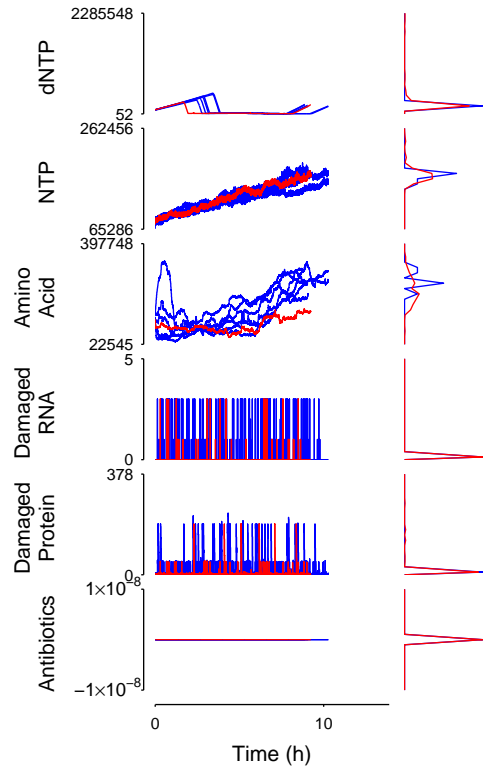 2285548
dNTP
52
262456
NTP
65286
397748
Amino
Acid
22545
5
Damaged
RNA
0
378
Damaged
Protein
0
1×10⁻⁸
Antibiotics
−1×10⁻⁸
0 10
Time (h)